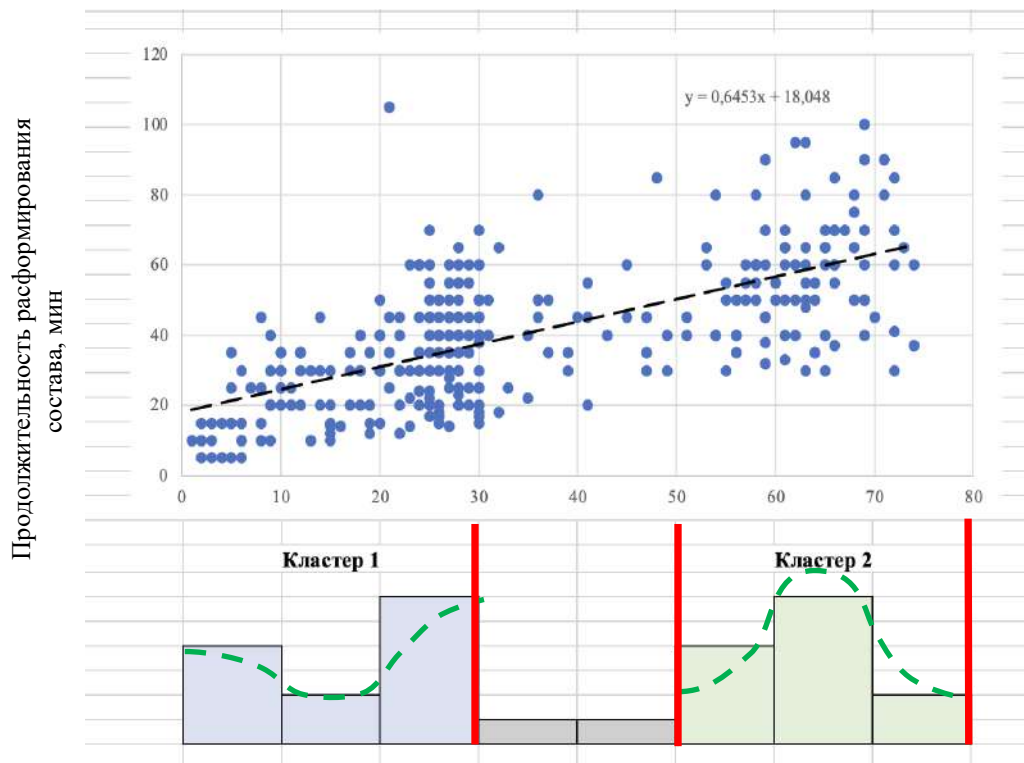 Продолжительность расформирования
состава, мин
120
y = 0,6453x + 18,048
100
80
60
40
20
0
0 10 20 30 40 50 60 70 80
Кластер 1 Кластер 2